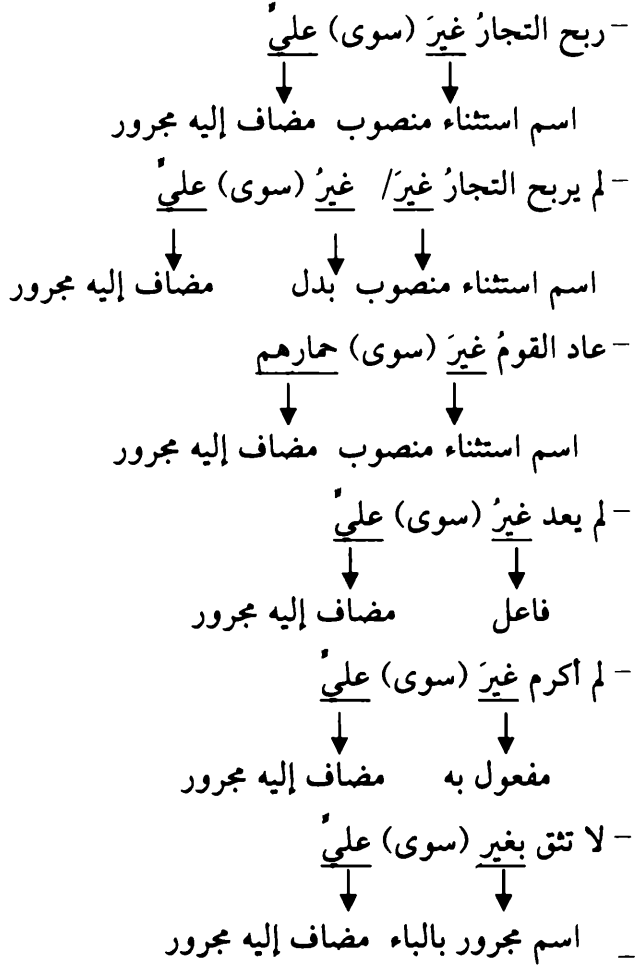 - ربح التجارُ غيرَ (سوى) عليٍّ
اسم استثناء منصوب مضاف إليه مجرور
- لم يربح التجارُ غيرَ/ غيرُ (سوى) عليٍّ
اسم استثناء منصوب بدل مضاف إليه مجرور
- عاد القومُ غيرَ (سوى) حمارهم
اسم استثناء منصوب مضاف إليه مجرور
- لم يعد غيرُ (سوى) عليٍّ
فاعل مضاف إليه مجرور
- لم أكرم غيرَ (سوى) عليٍّ
مفعول به مضاف إليه مجرور
- لا تثق بغير (سوى) عليٍّ
اسم مجرور بالباء مضاف إليه مجرور